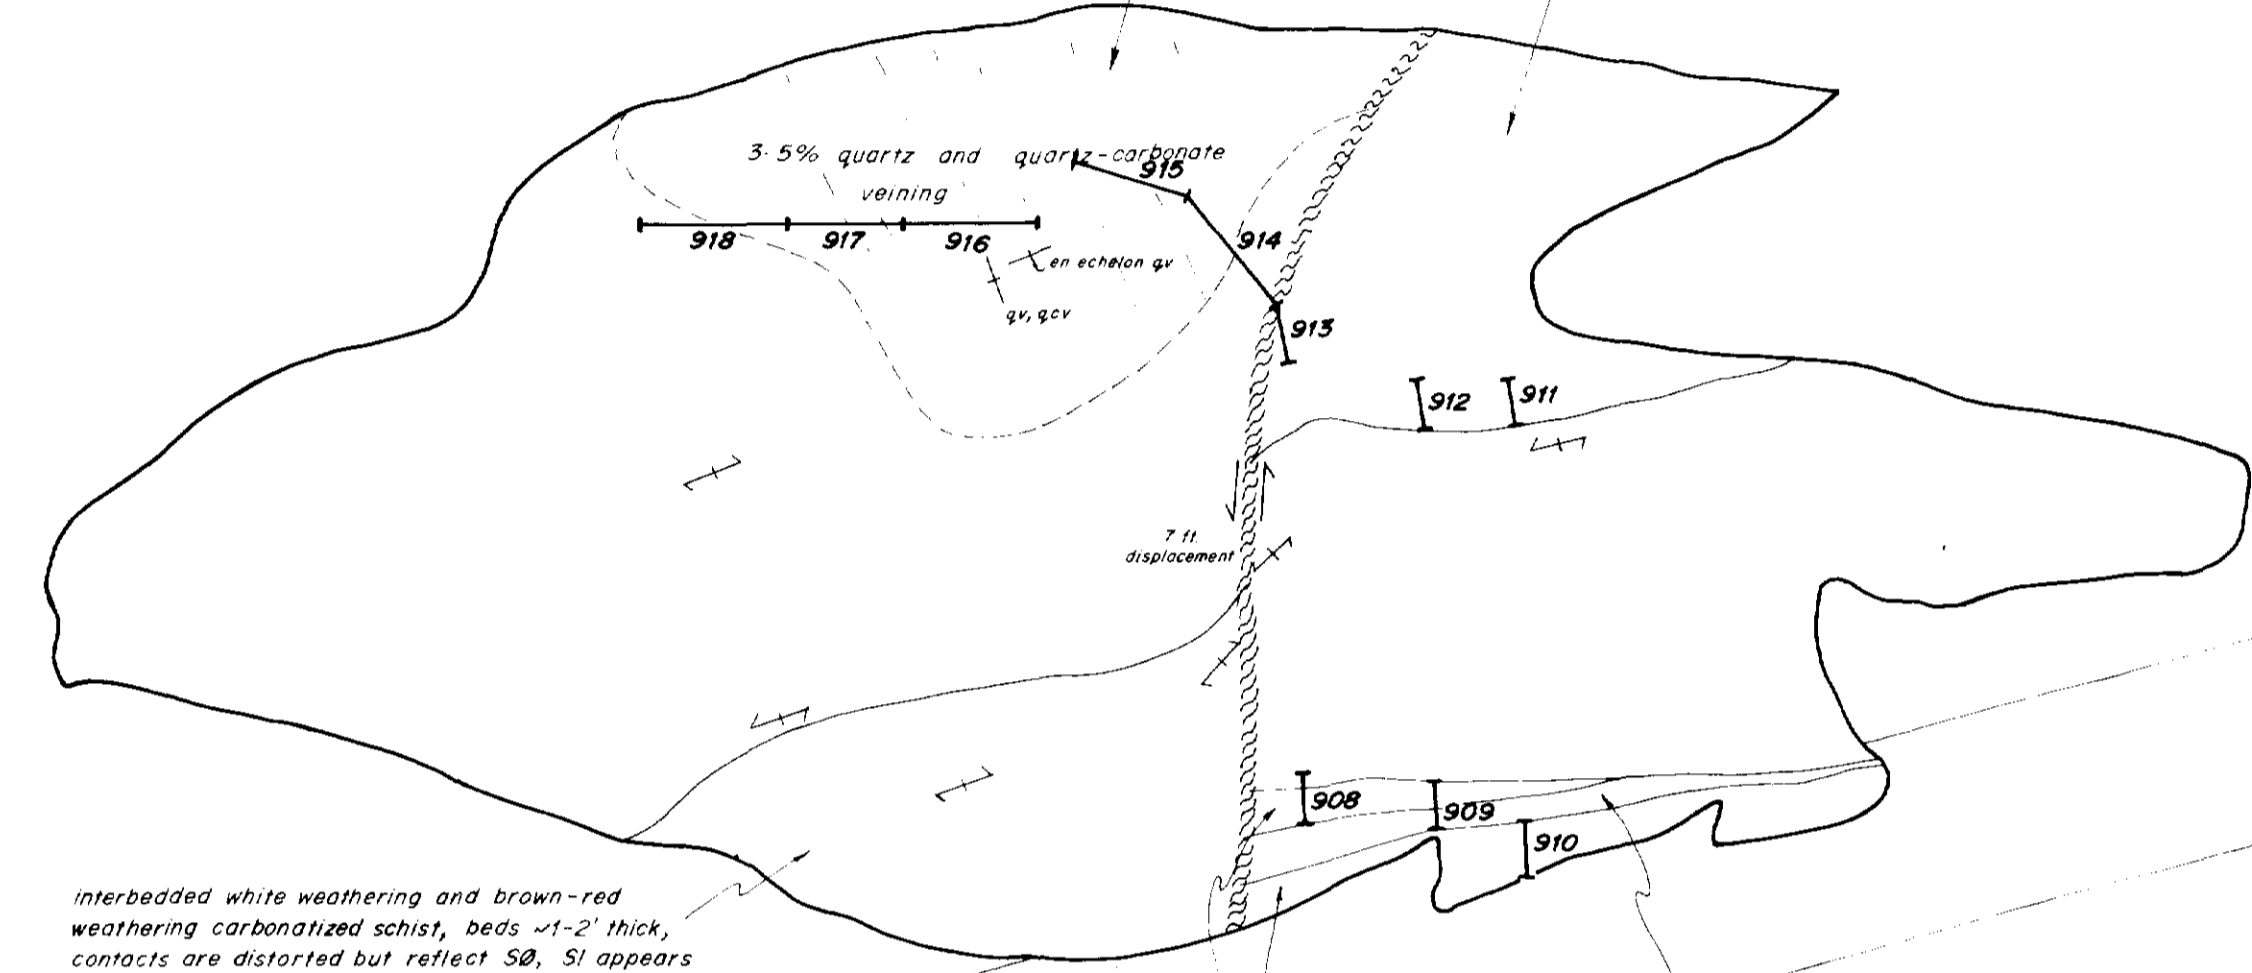 3-5% quartz and quartz-carbonate
915
veining
918
917
916
914
en echelon qv
qv, qcv
913
912
911
7 ft.
displacement
908
909
910
interbedded white weathering and brown-red
weathering carbonatized schist, beds ~1-2' thick,
contacts are distorted but reflect SØ, S1 appears